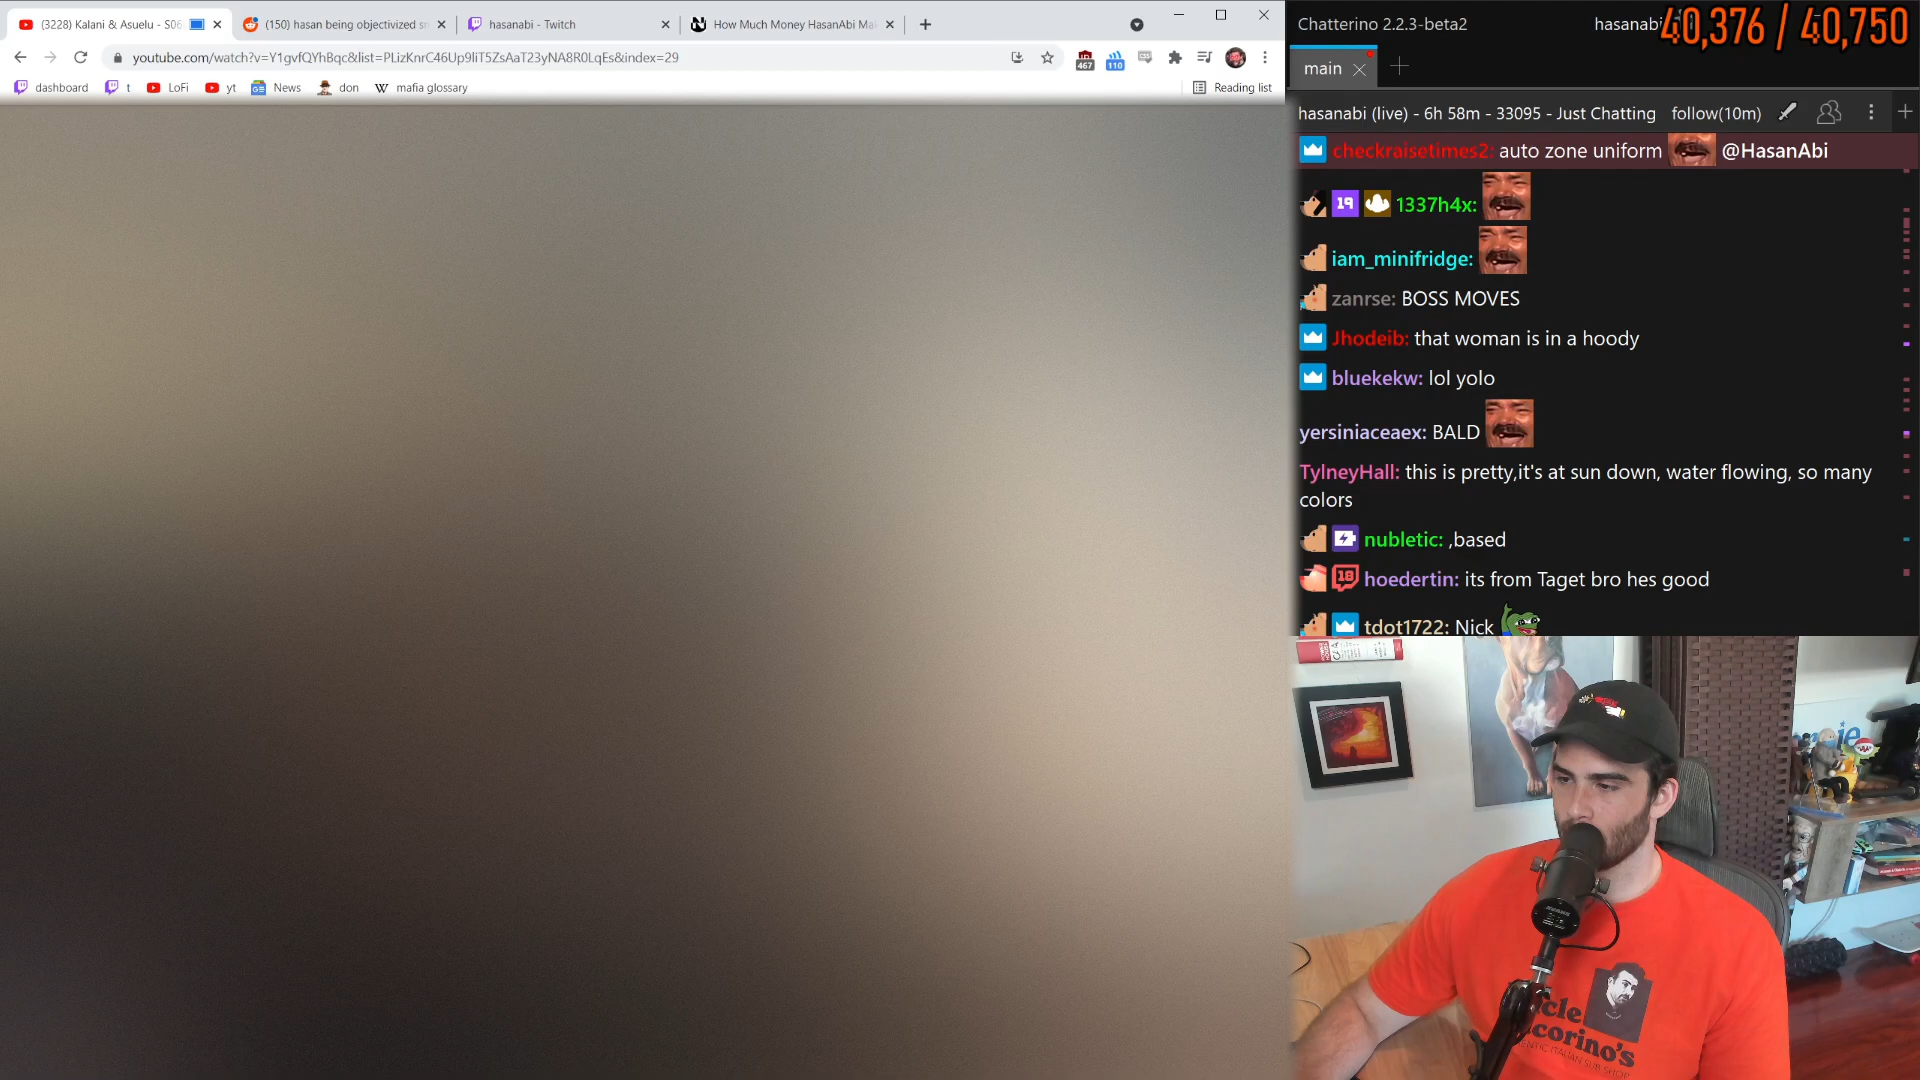 (3228) Kalani & Asuelu - S06
(150) hasan being objectivized
hasanabi - Twitch
How Much Money HasanAbi Ma
youtube.com/watch?v=Y1gvfQYhBqc&list=PLizKnrC46Up9liT5ZsAaT23yNA8R0LqEs&index=29
467
110
dashboard
t
LoFi
yt
News
don
mafia glossary
Reading list
Chatterino 2.2.3-beta2
hasanabi
40,376 / 40,750
main
hasanabi (live) - 6h 58m - 33095 - Just Chatting
follow(10m)
checkraisetimes2: auto zone uniform @HasanAbi
19 1337h4x:
iam_minifridge:
zanrse: BOSS MOVES
Jhodeib: that woman is in a hoody
bluekekw: lol yolo
yersiniaceaex: BALD
TylneyHall: this is pretty,it's at sun down, water flowing, so many
colors
nubletic: ,based
18 hoedertin: its from Taget bro hes good
tdot1722: Nick